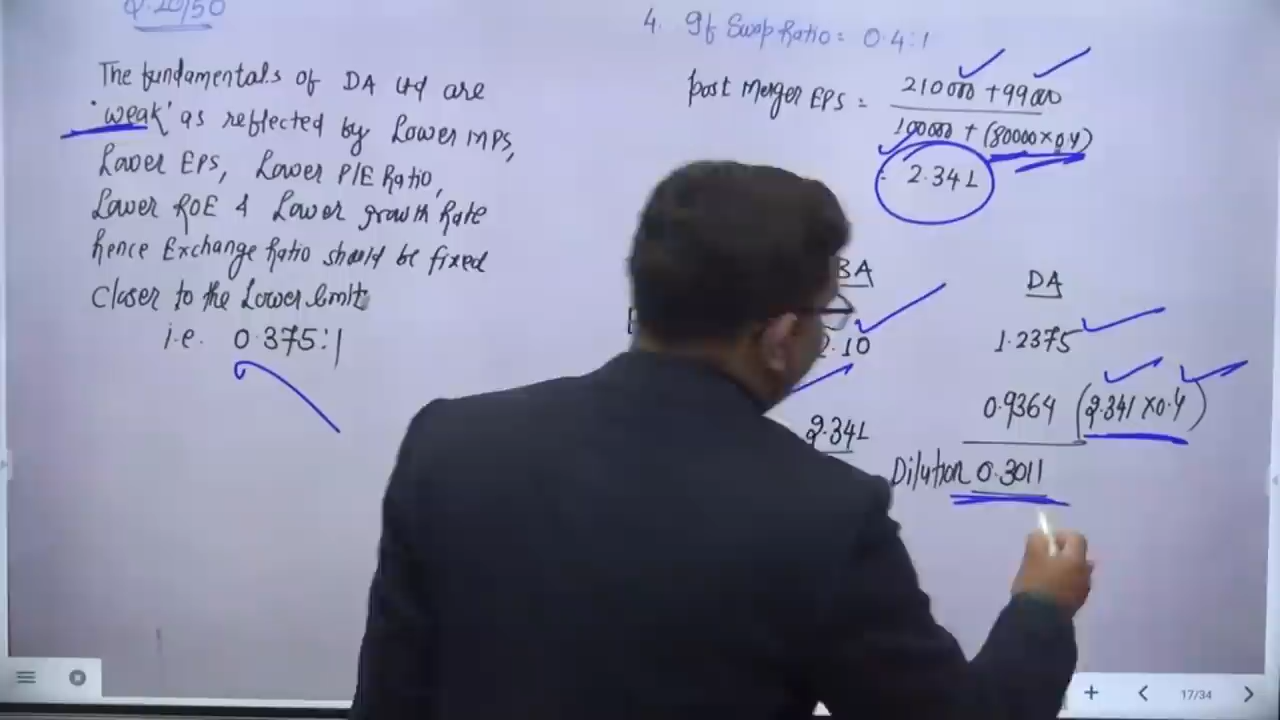 Q.20/50
The fundamentals of DA Ltd are
'weak' as reflected by Lower MPS,
Lower EPS, Lower P/E Ratio,
Lower ROE & Lower growth Rate
hence Exchange Ratio should be fixed
Closer to the Lower limit
i.e. 0.375:1
4. If Swap Ratio = 0.4:1
Post Merger EPS = 210000 + 99000
100000 + (80000×0.4)
2.341
BA DA
2.10 1.2375
2.341 0.9364 (2.341 × 0.4)
Dilution 0.3011
17/34